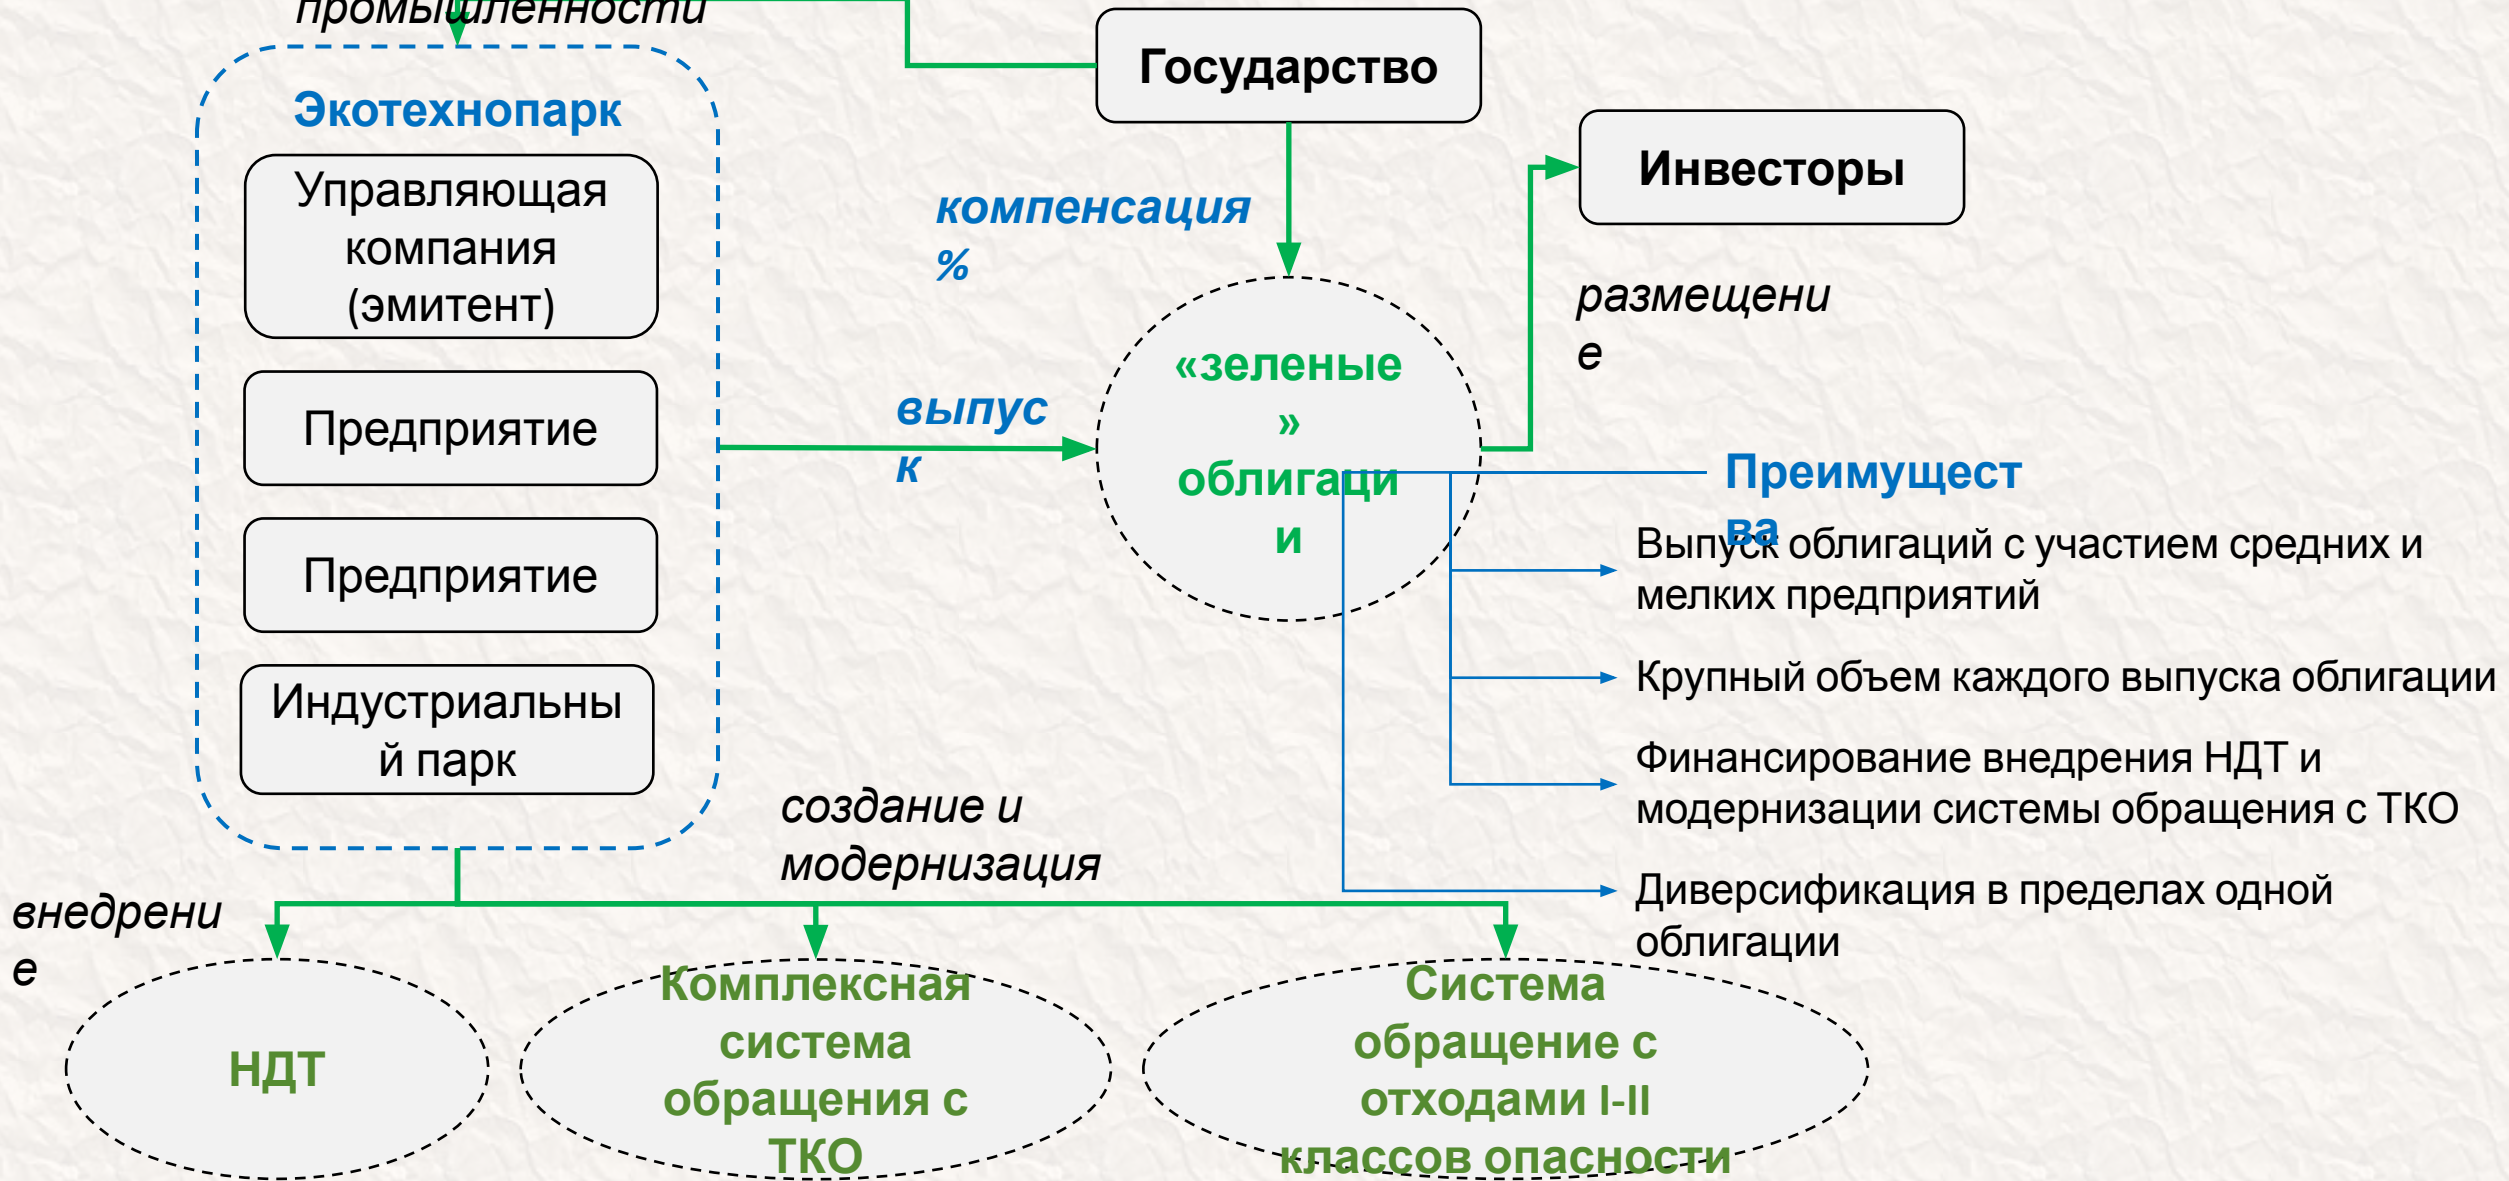 промышленности
Государство
Экотехнопарк
Управляющая
компания
(эмитент)
Предприятие
Предприятие
Индустриальны
й парк
компенсация
%
выпус
к
«зеленые
»
облигаци
и
Инвесторы
размещени
е
Преимущест
ва
Выпуск облигаций с участием средних и
мелких предприятий
Крупный объем каждого выпуска облигации
Финансирование внедрения НДТ и
модернизации системы обращения с ТКО
Диверсификация в пределах одной
облигации
создание и
модернизация
внедрени
е
НДТ
Комплексная
система
обращения с
ТКО
Система
обращение с
отходами I-II
классов опасности